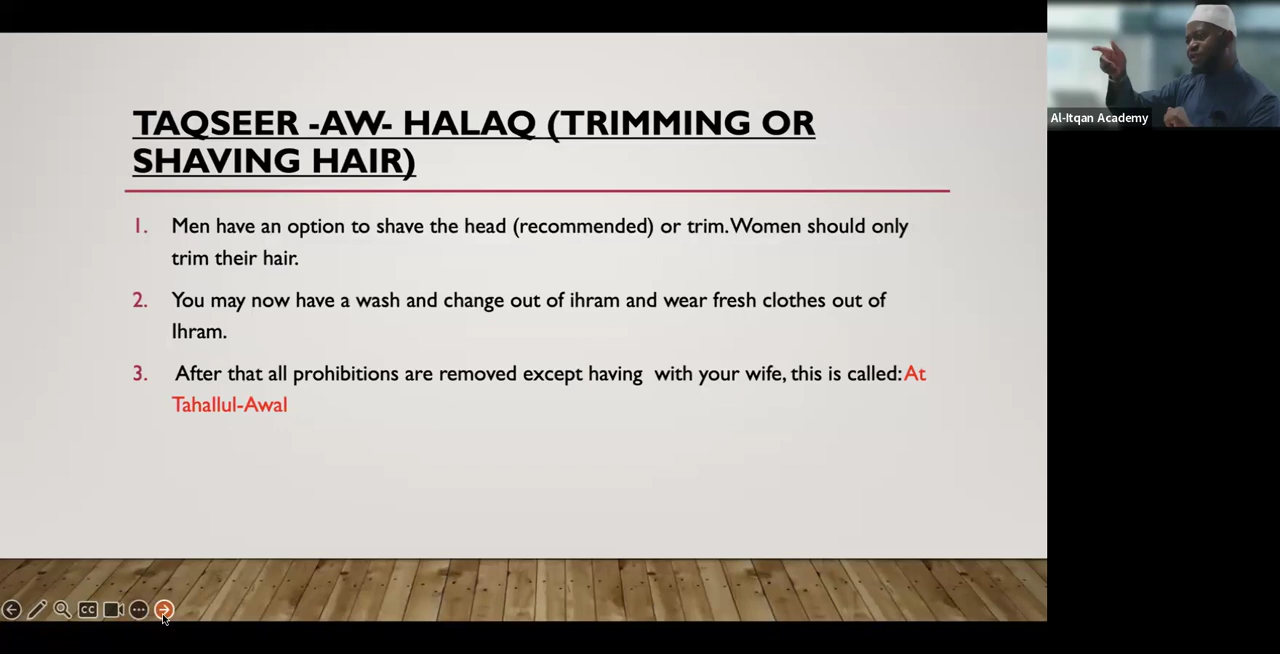 TAQSEER -AW- HALAQ (TRIMMING OR
SHAVING HAIR)
1. Men have an option to shave the head (recommended) or trim. Women should only
trim their hair.
2. You may now have a wash and change out of ihram and wear fresh clothes out of
Ihram.
3. After that all prohibitions are removed except having with your wife, this is called: At
Tahallul-Awal
CC
Al-Itqan Academy